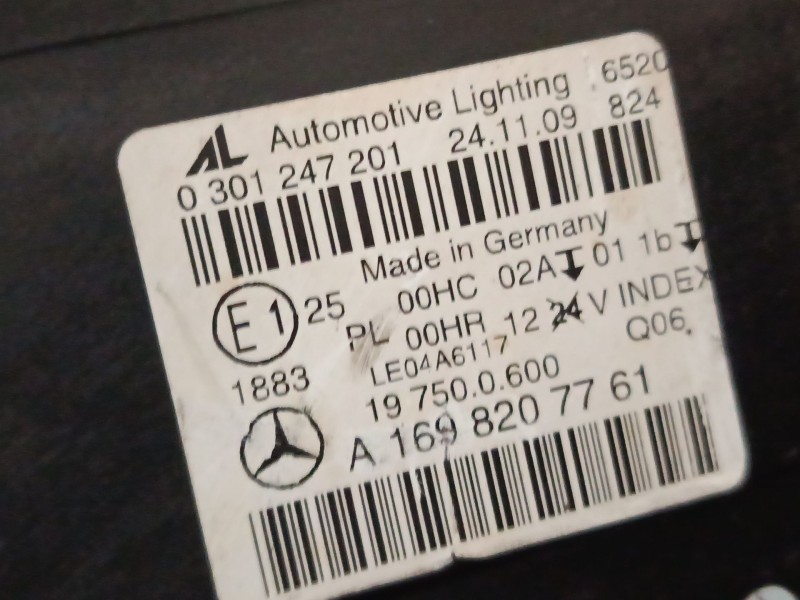 AL Automotive Lighting 6520
0 301 247 201 24.11.09 824
Made in Germany
E1 25 00HC 02A 01 1b
PL 00HR 12 24 V INDEX
1883 LE04A6117 Q06
19 750.0.600
A 169 820 77 61